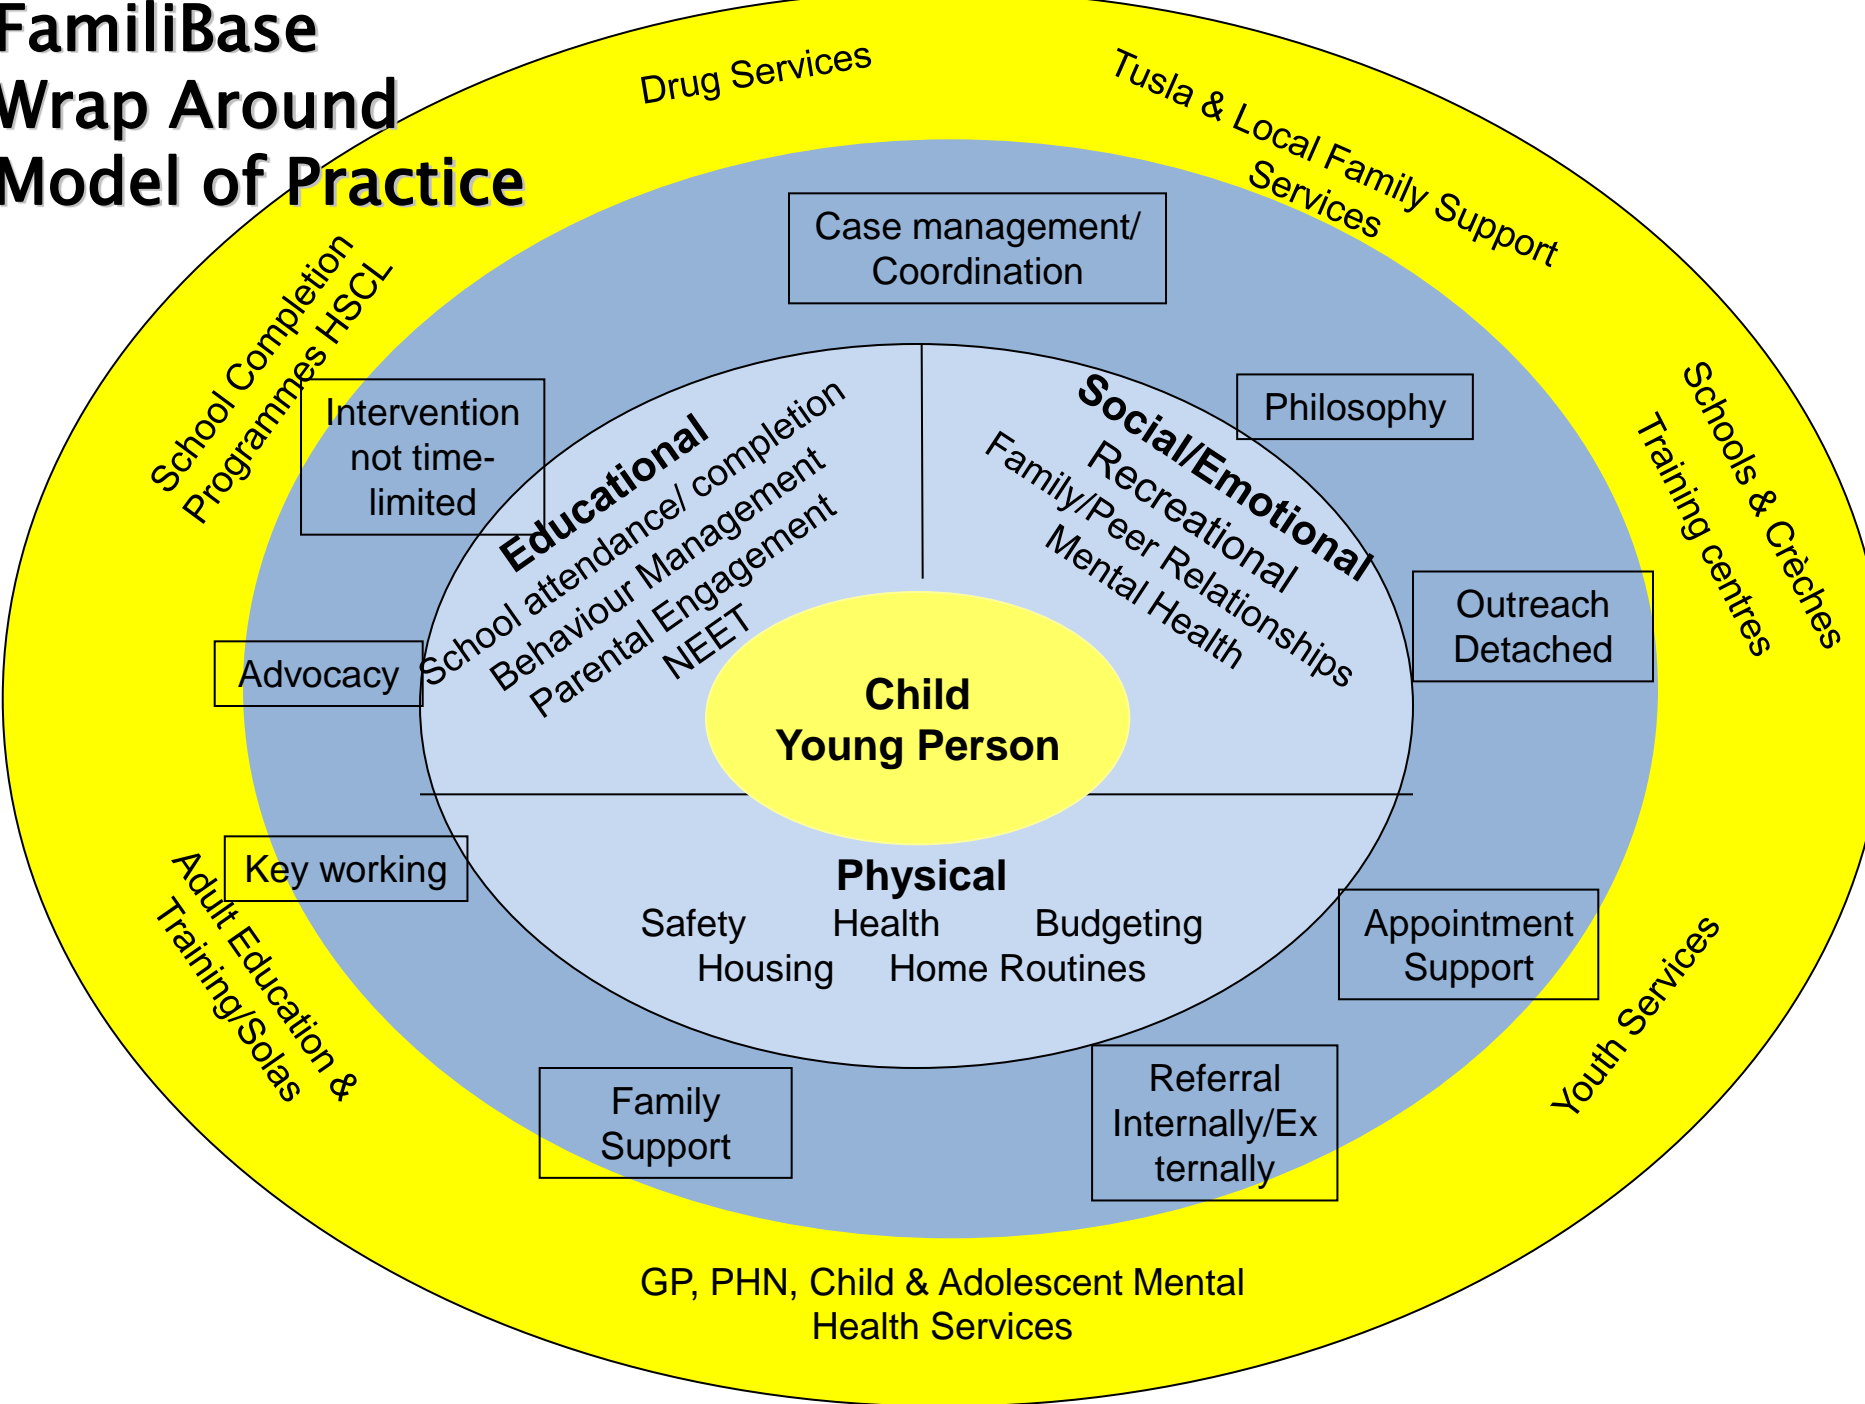 FamiliBase
Wrap Around
Model of Practice
Drug Services
Tusla & Local Family Support
Services
School Completion
Programmes HSCL
Case management/
Coordination
Intervention
not time-
limited
Philosophy
Schools & Crèches
Training centres
Educational
School attendance/ completion
Behaviour Management
Parental Engagement
NEET
Social/Emotional
Recreational
Family/Peer Relationships
Mental Health
Outreach
Detached
Advocacy
Child
Young Person
Key working
Adult Education &
Training/Solas
Physical
Safety Health Budgeting
Housing Home Routines
Appointment
Support
Youth Services
Family
Support
Referral
Internally/Ex
ternally
GP, PHN, Child & Adolescent Mental
Health Services